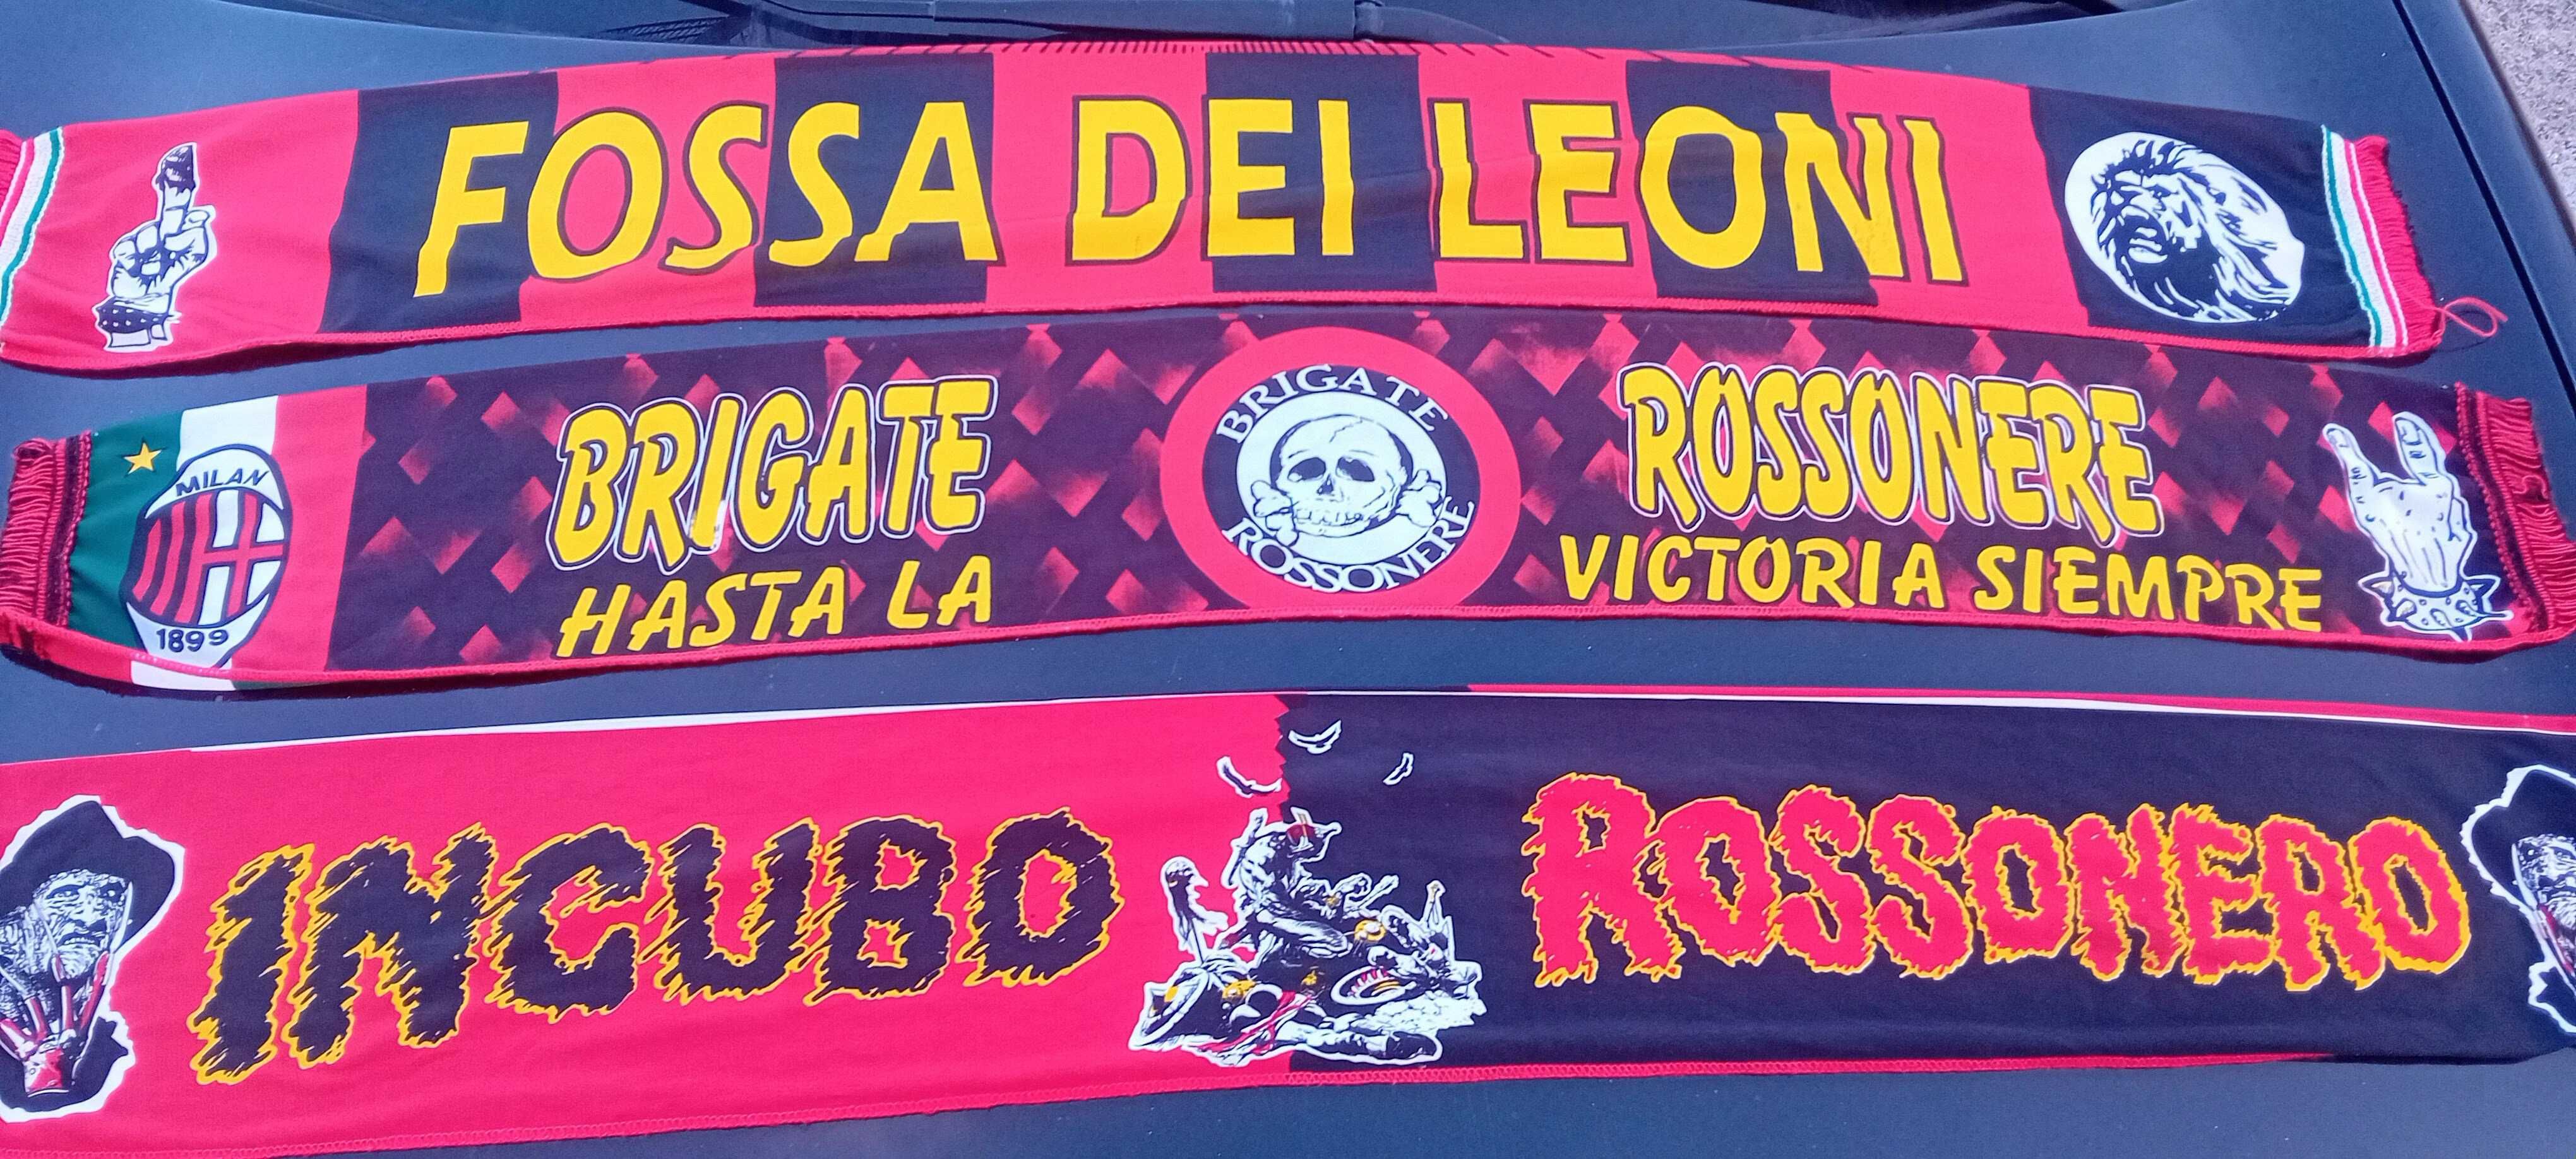 FOSSA DEI LEONI
MILAN
1899
BRIGATE
HASTA LA
BRIGATE
ROSSONERE
ROSSONERE
VICTORIA SIEMPRE
INCUBO
ROSSONERO